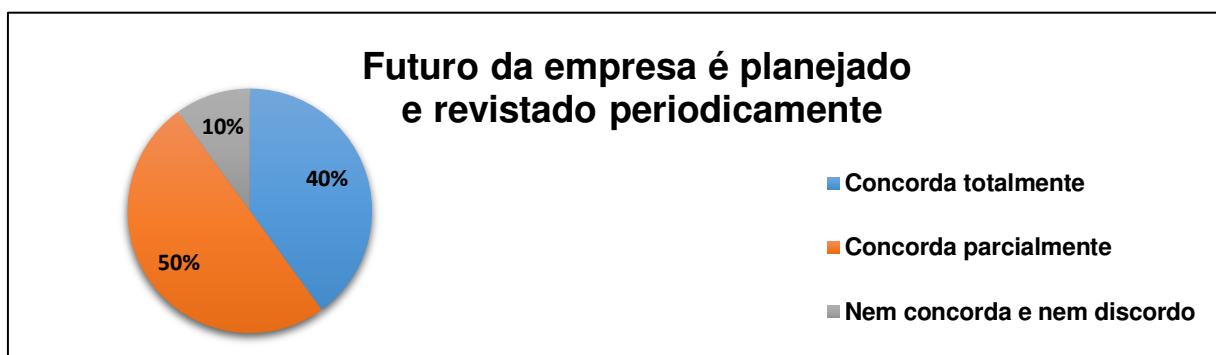 Futuro da empresa é planejado
e revistado periodicamente
10%
40%
50%
Concorda totalmente
Concorda parcialmente
Nem concorda e nem discordo